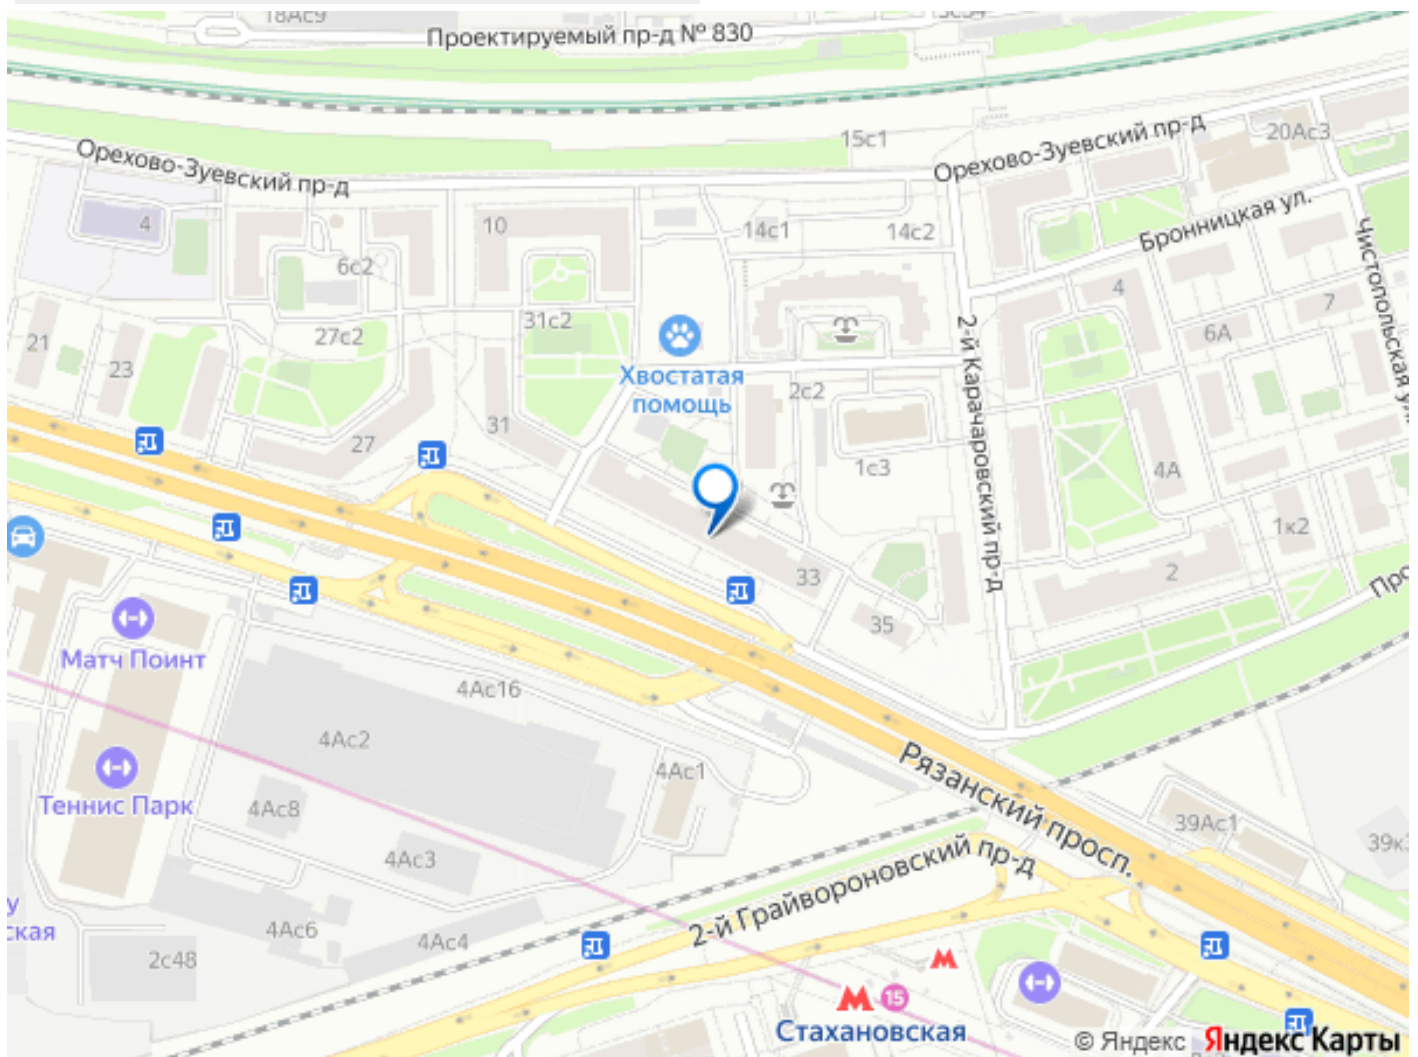 18Ас9
Проектируемый пр-д № 830
15с1
Орехово-Зуевский пр-д
20Ас3
Орехово-Зуевский пр-д
Бронницкая ул.
4
10
14с1
14с2
Чистопольская ул.
6с2
4
7
21
27с2
31с2
6А
23
Хвостатая
помощь
2с2
2-й Карачаровский пр-д
27
31
1с3
4А
1к2
33
2
35
Матч Поинт
4Ас16
4Ас2
4Ас1
Рязанский просп.
Теннис Парк
4Ас8
39Ас1
4Ас3
2-й Грайвороновский пр-д
4Ас6
4Ас4
2с48
М
М
15
Стахановская
© Яндекс Яндекс Карты